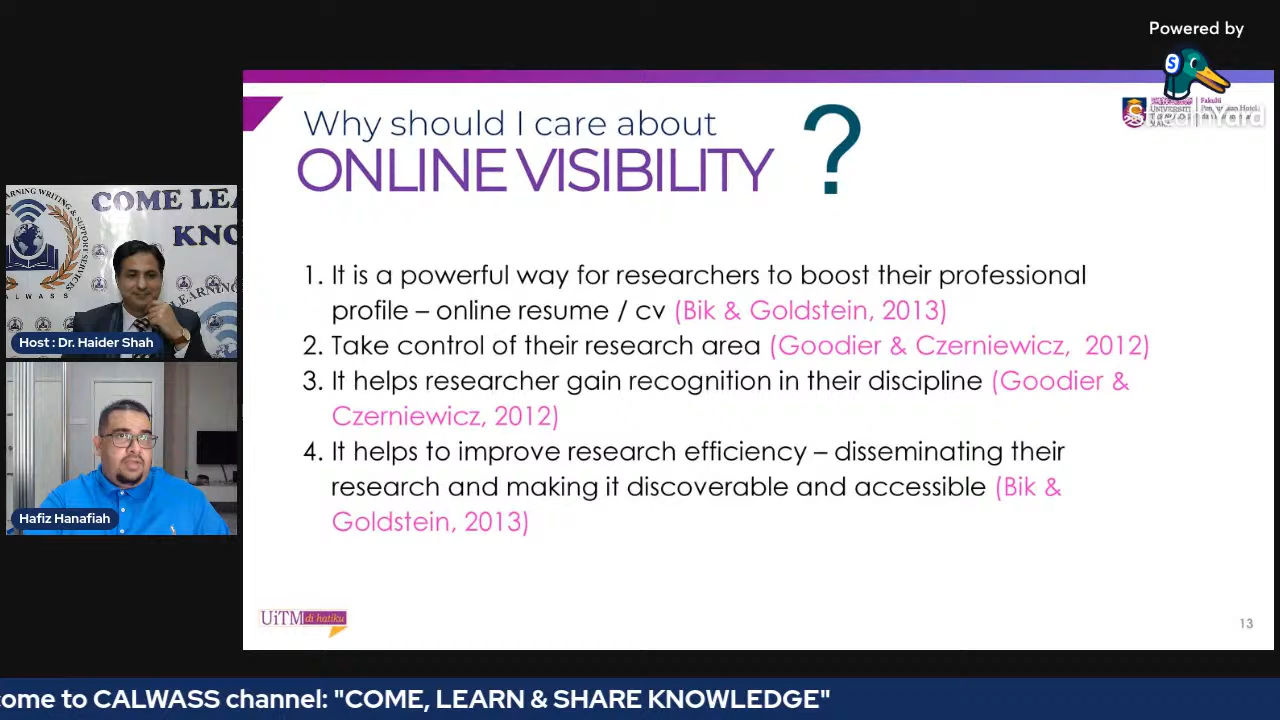 Powered by
StreamYard
Why should I care about
ONLINE VISIBILITY ?
UNIVERSITI
Fakulti
1. It is a powerful way for researchers to boost their professional
profile – online resume / cv (Bik & Goldstein, 2013)
2. Take control of their research area (Goodier & Czerniewicz, 2012)
3. It helps researcher gain recognition in their discipline (Goodier &
Czerniewicz, 2012)
4. It helps to improve research efficiency – disseminating their
research and making it discoverable and accessible (Bik &
Goldstein, 2013)
UiTM di hatiku
13
COME LEA
KNO
Host : Dr. Haider Shah
Hafiz Hanafiah
come to CALWASS channel: "COME, LEARN & SHARE KNOWLEDGE"